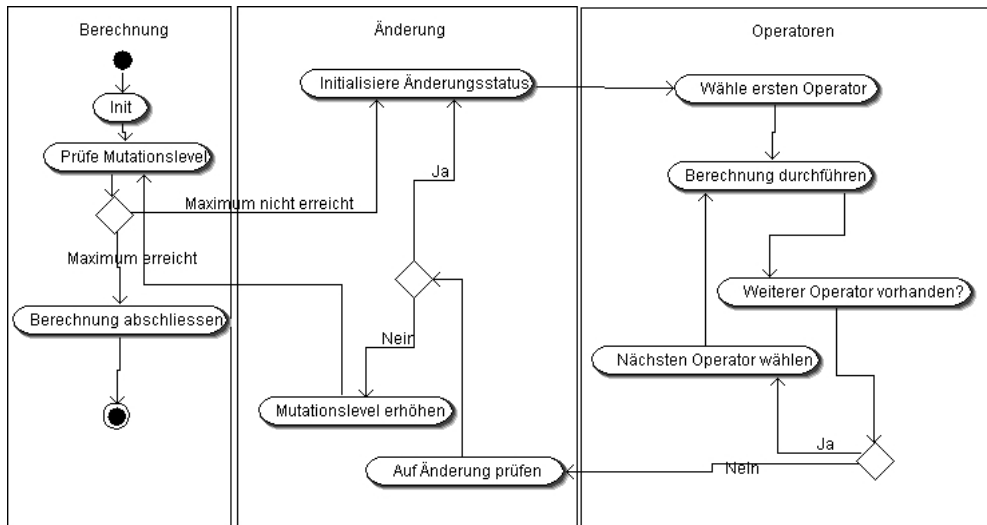 Berechnung
Init
Prüfe Mutationslevel
Maximum erreicht
Berechnung abschliessen
Änderung
Initialisiere Änderungsstatus
Ja
Maximum nicht erreicht
Nein
Mutationslevel erhöhen
Auf Änderung prüfen
Operatoren
Wähle ersten Operator
Berechnung durchführen
Weiterer Operator vorhanden?
Nächsten Operator wählen
Ja
Nein